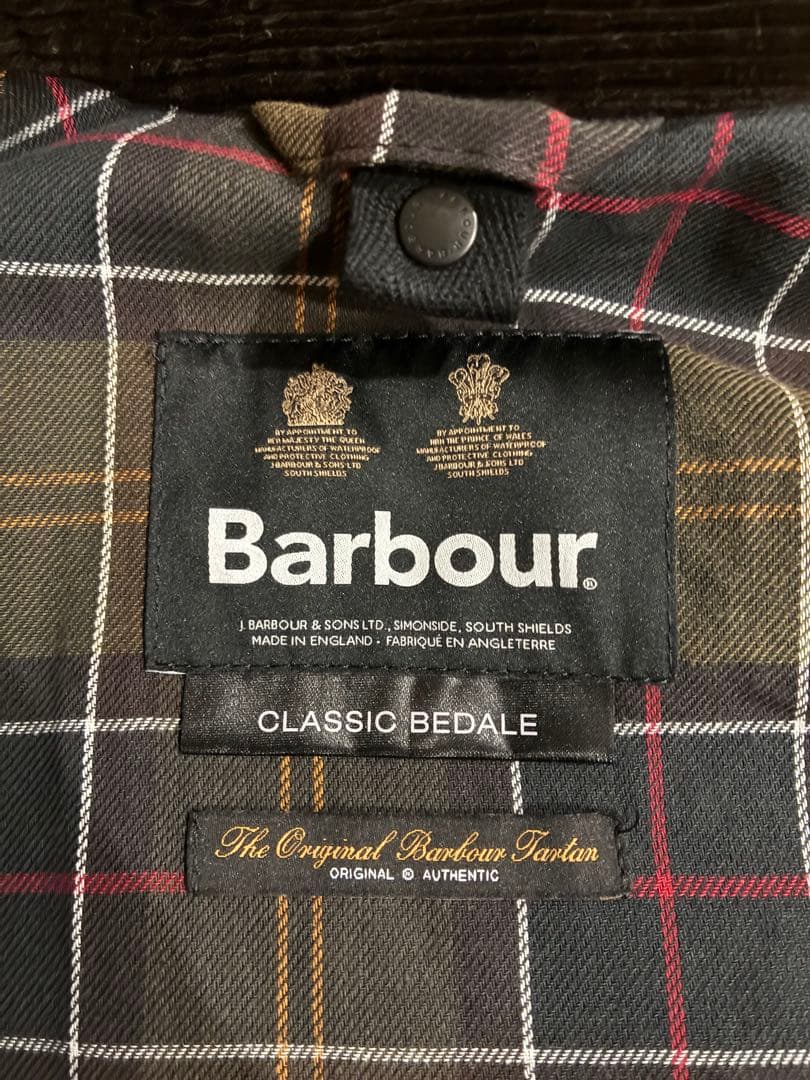 BY APPOINTMENT TO
HER MAJESTY THE QUEEN
MANUFACTURERS OF WATERPROOF
AND PROTECTIVE CLOTHING
J.BARBOUR & SONS LTD
SOUTH SHIELDS
BY APPOINTMENT TO
HRH THE PRINCE OF WALES
MANUFACTURERS OF WATERPROOF
AND PROTECTIVE CLOTHING
J.BARBOUR & SONS LTD
SOUTH SHIELDS
Barbour®
J. BARBOUR & SONS LTD., SIMONSIDE, SOUTH SHIELDS
MADE IN ENGLAND · FABRIQUÉ EN ANGLETERRE
CLASSIC BEDALE
The Original Barbour Tartan
ORIGINAL ® AUTHENTIC